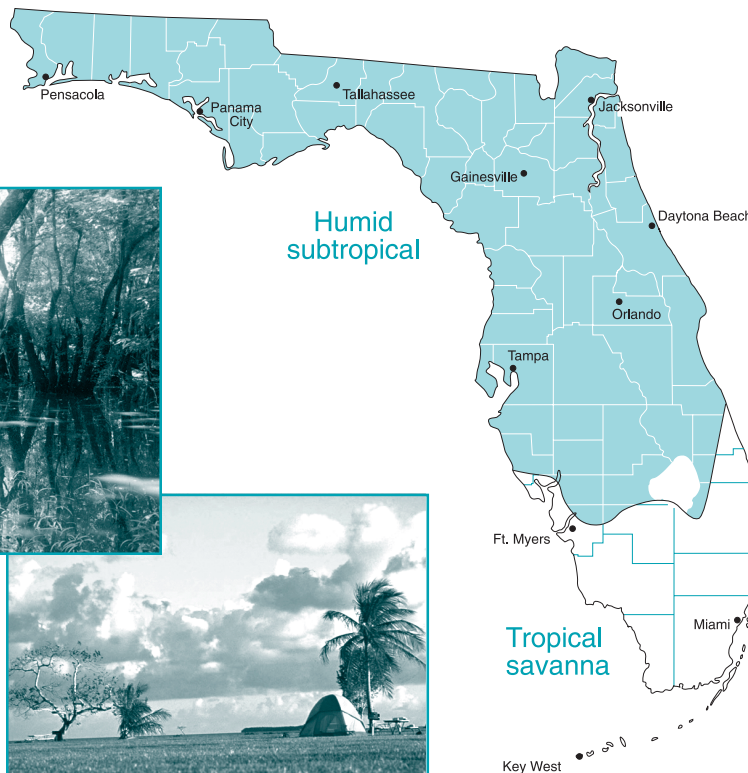 Pensacola
Panama
City
Tallahassee
Jacksonville
Gainesville
Humid
subtropical
Daytona Beach
Orlando
Tampa
Ft. Myers
Tropical
savanna
Miami
Key West